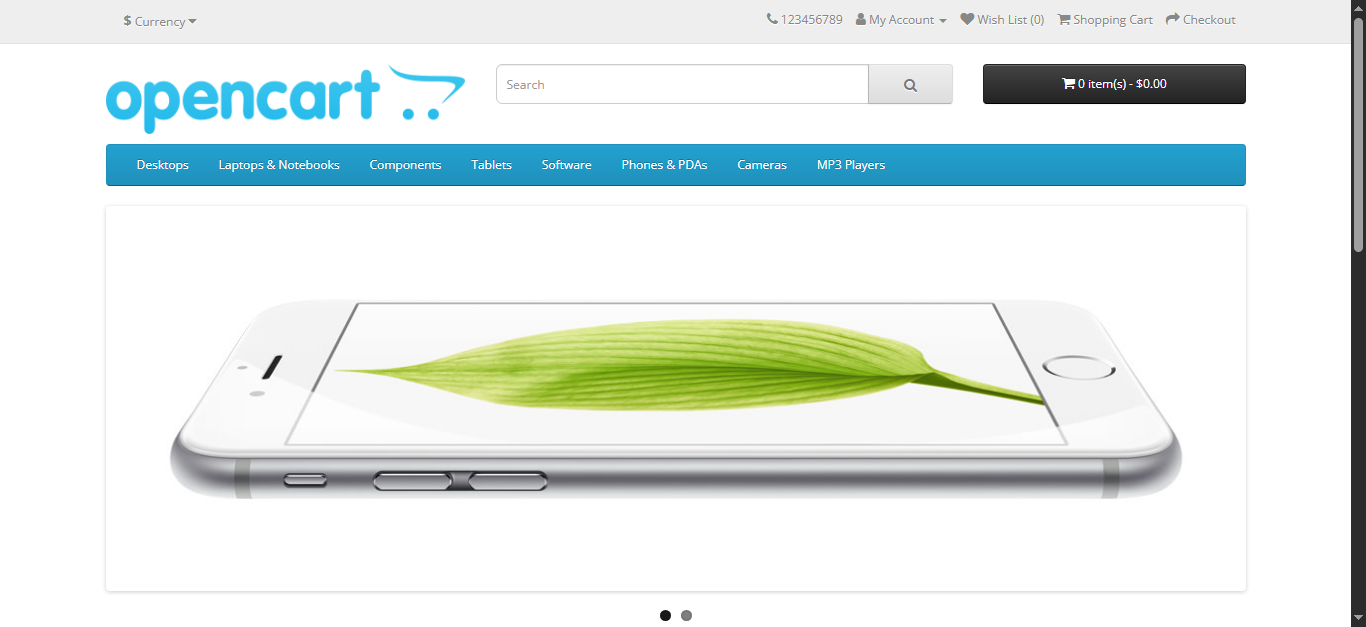 $ Currency
123456789 My Account Wish List (0) Shopping Cart Checkout
opencart
Search
0 item(s) - $0.00
Desktops Laptops & Notebooks Components Tablets Software Phones & PDAs Cameras MP3 Players